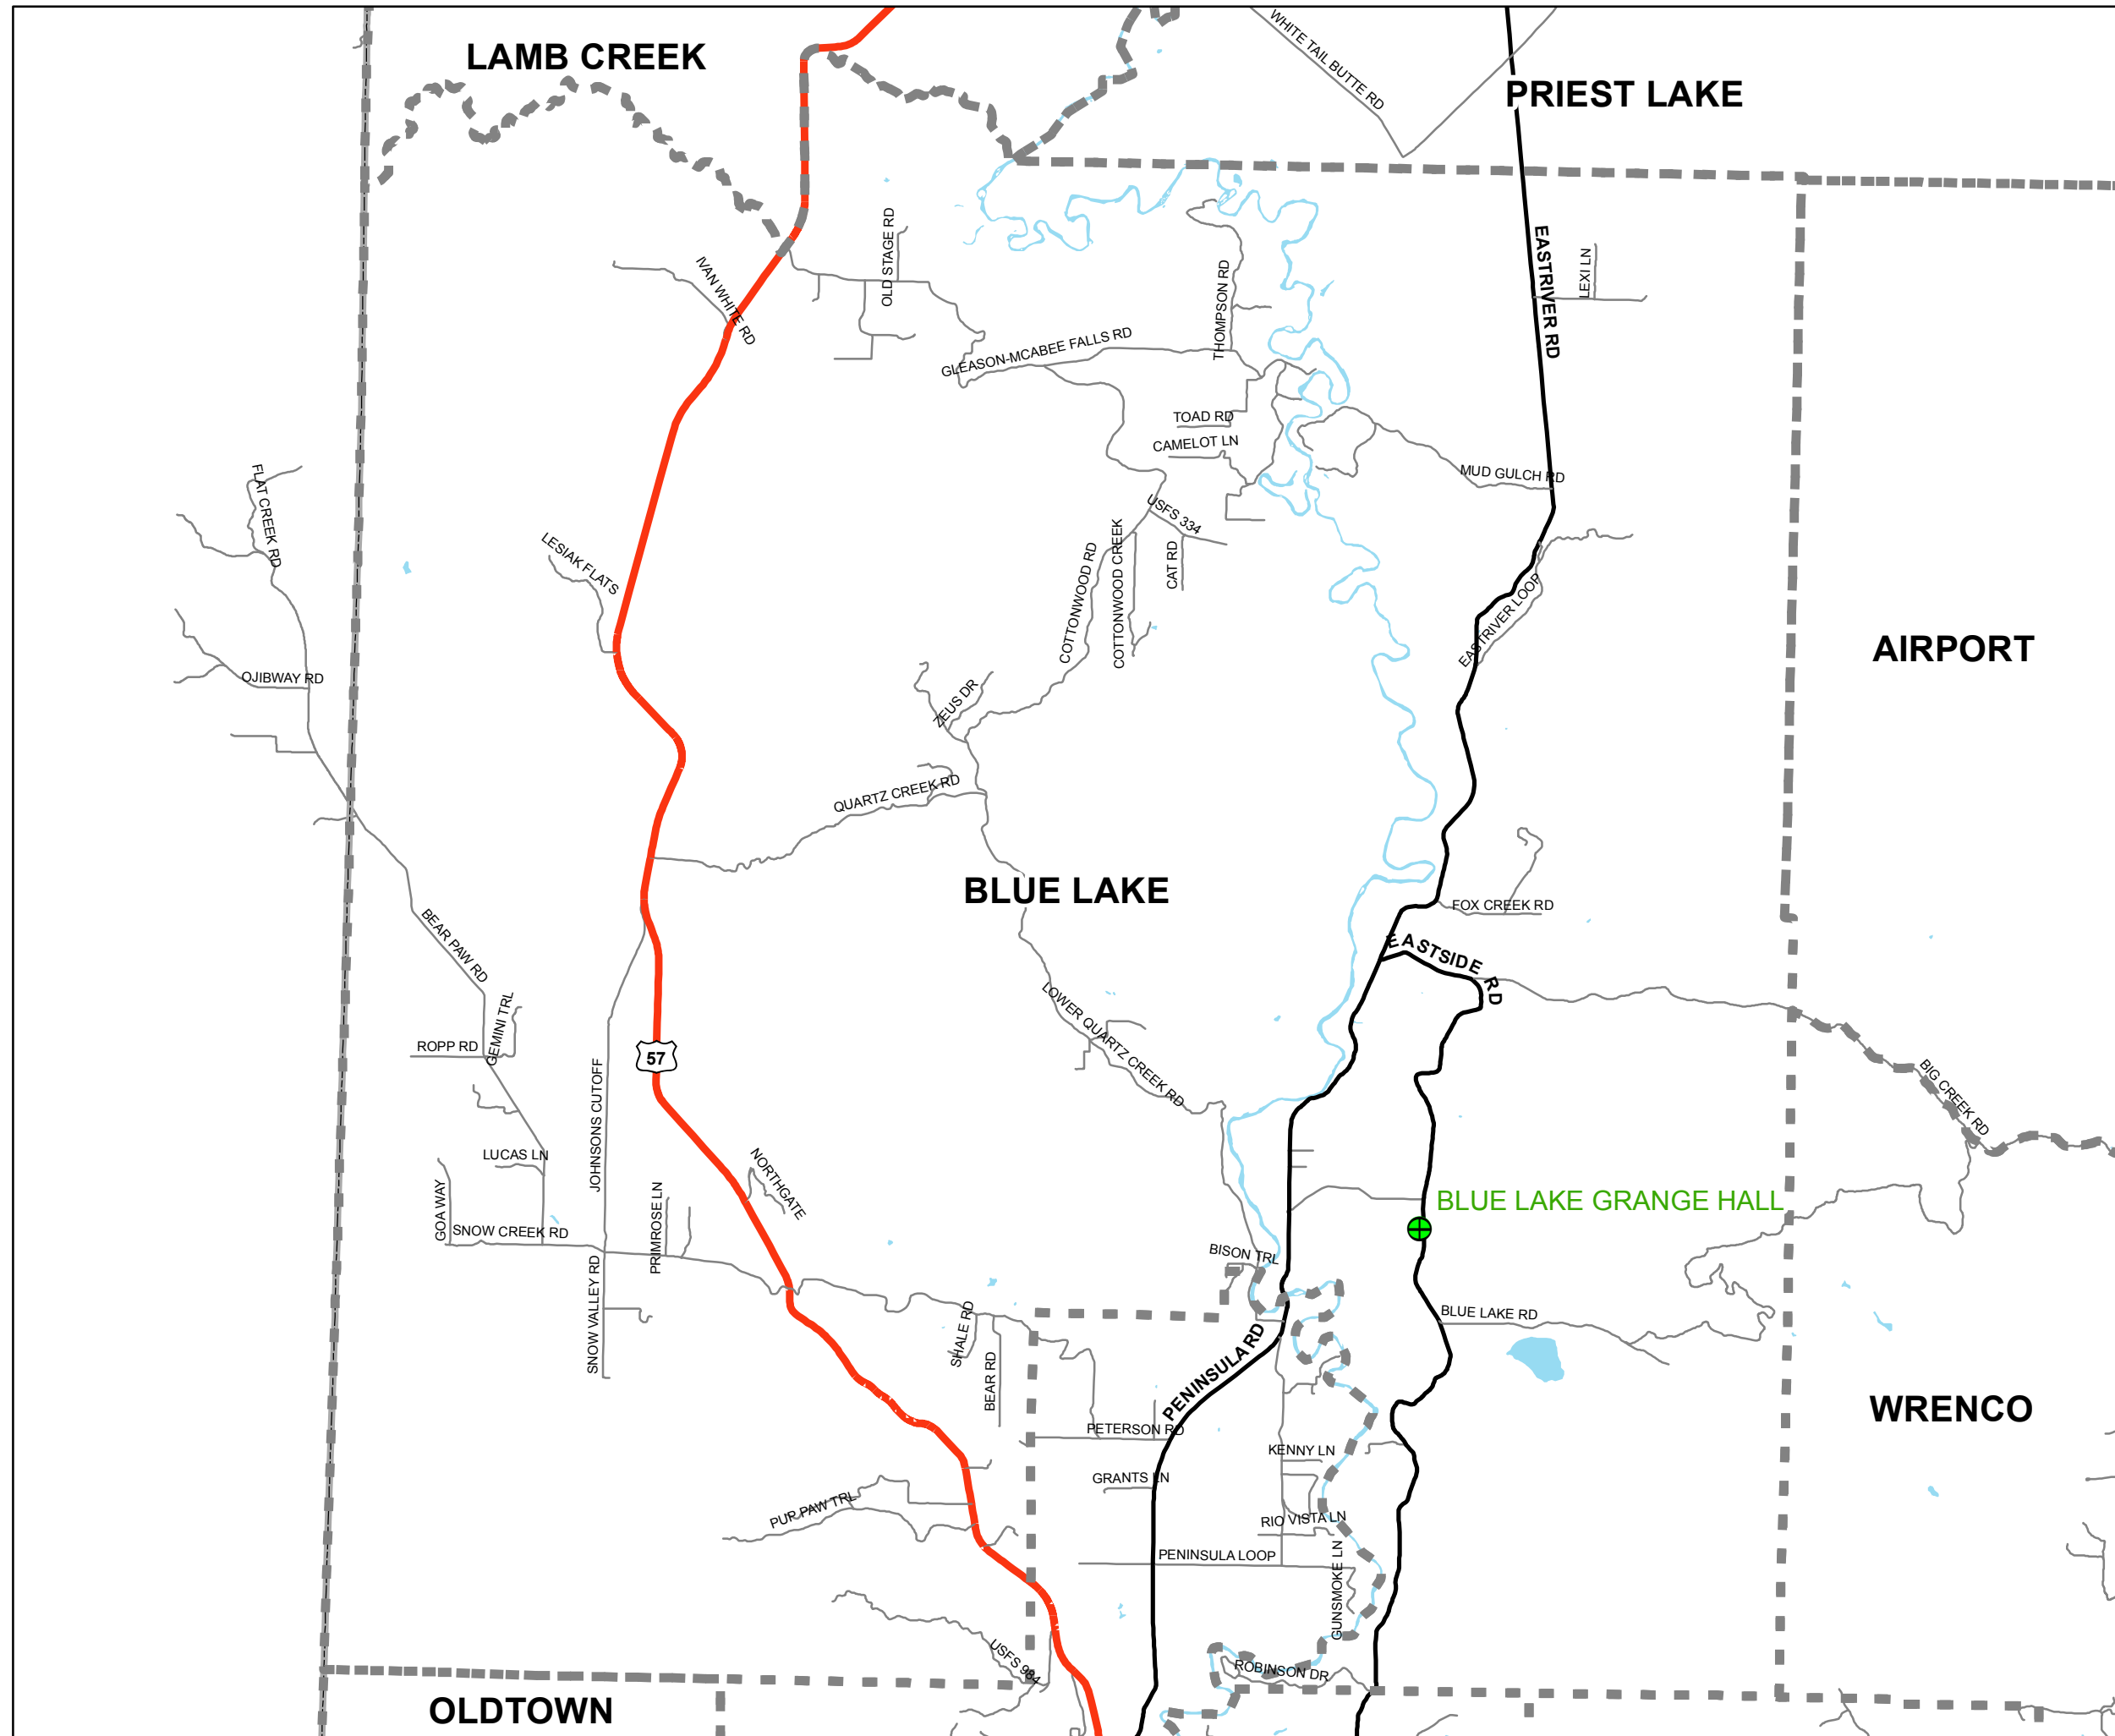 WHITE TAIL BUTTE RD
LAMB CREEK
PRIEST LAKE
OLD STAGE RD
EASTRIVER RD
LEXI LN
IVAN WHITE RD
THOMPSON RD
GLEASON-MCABEE FALLS RD
TOAD RD
CAMELOT LN
MUD GULCH RD
FLAT CREEK RD
USFS 334
LESIAK FLATS
COTTONWOOD RD
COTTONWOOD CREEK
CAT RD
EASTRIVER LOOP
AIRPORT
OJIBWAY RD
ZEUS DR
QUARTZ CREEK RD
BLUE LAKE
FOX CREEK RD
BEAR PAW RD
EASTSIDE RD
GEMINI TRL
LOWER QUARTZ CREEK RD
ROPP RD
57
JOHNSONS CUTOFF
BIG CREEK RD
LUCAS LN
NORTHGATE
GOA WAY
PRIMROSE LN
BLUE LAKE GRANGE HALL
SNOW CREEK RD
BISON TRL
SNOW VALLEY RD
SHALE RD
BLUE LAKE RD
PENINSULA RD
BEAR RD
WRENCO
PETERSON RD
KENNY LN
GRANTS LN
PUP PAW TRL
RIO VISTA LN
PENINSULA LOOP
GUNSMOKE LN
USFS 984
ROBINSON DR
OLDTOWN